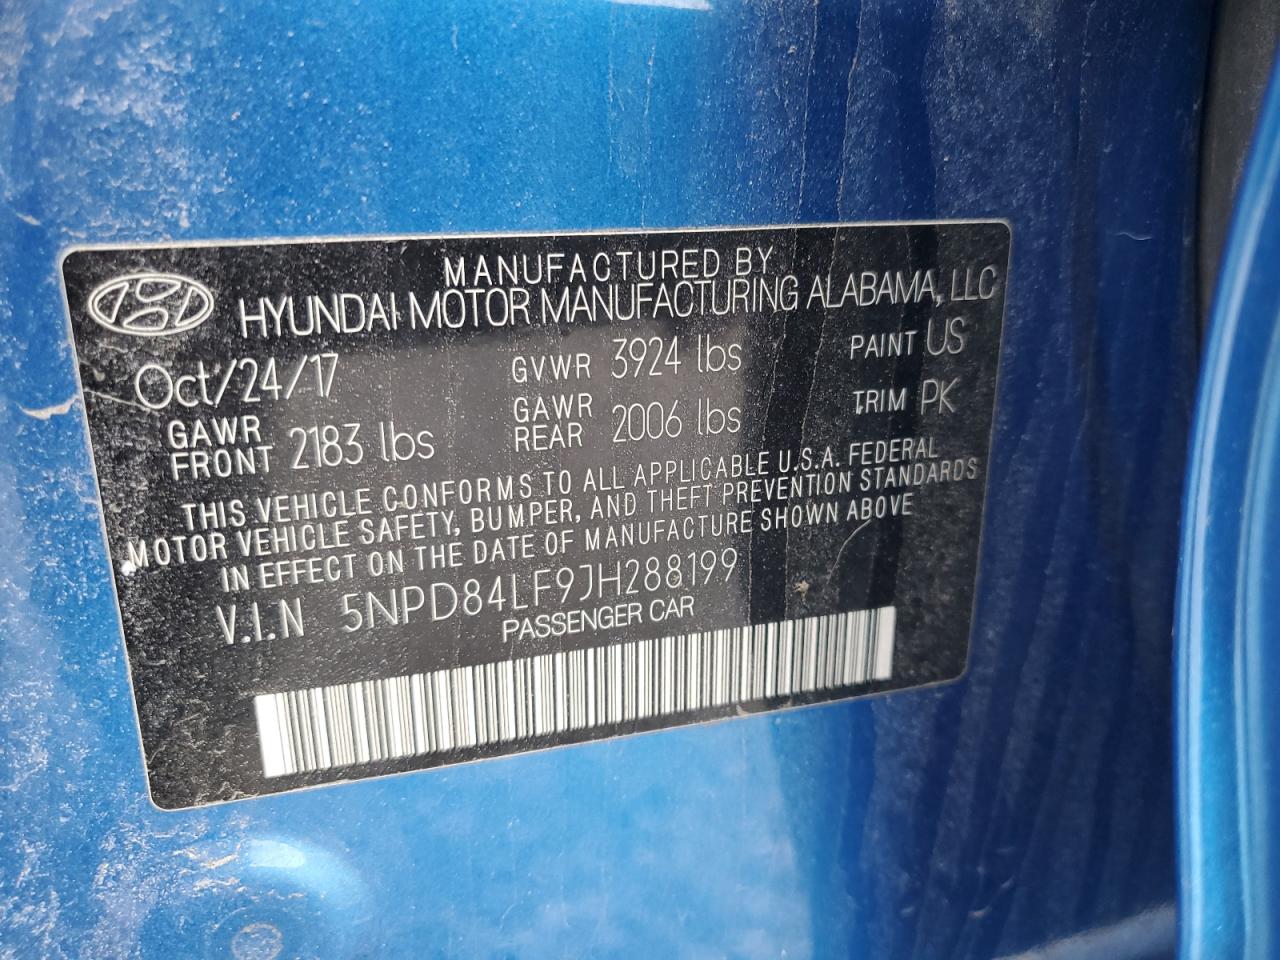 MANUFACTURED BY
HYUNDAI MOTOR MANUFACTURING ALABAMA, LLC
Oct/24/17 GVWR 3924 lbs PAINT US
GAWR FRONT 2183 lbs GAWR REAR 2006 lbs TRIM PK
THIS VEHICLE CONFORMS TO ALL APPLICABLE U.S.A. FEDERAL
MOTOR VEHICLE SAFETY, BUMPER, AND THEFT PREVENTION STANDARDS
IN EFFECT ON THE DATE OF MANUFACTURE SHOWN ABOVE
V.I.N 5NPD84LF9JH288199
PASSENGER CAR